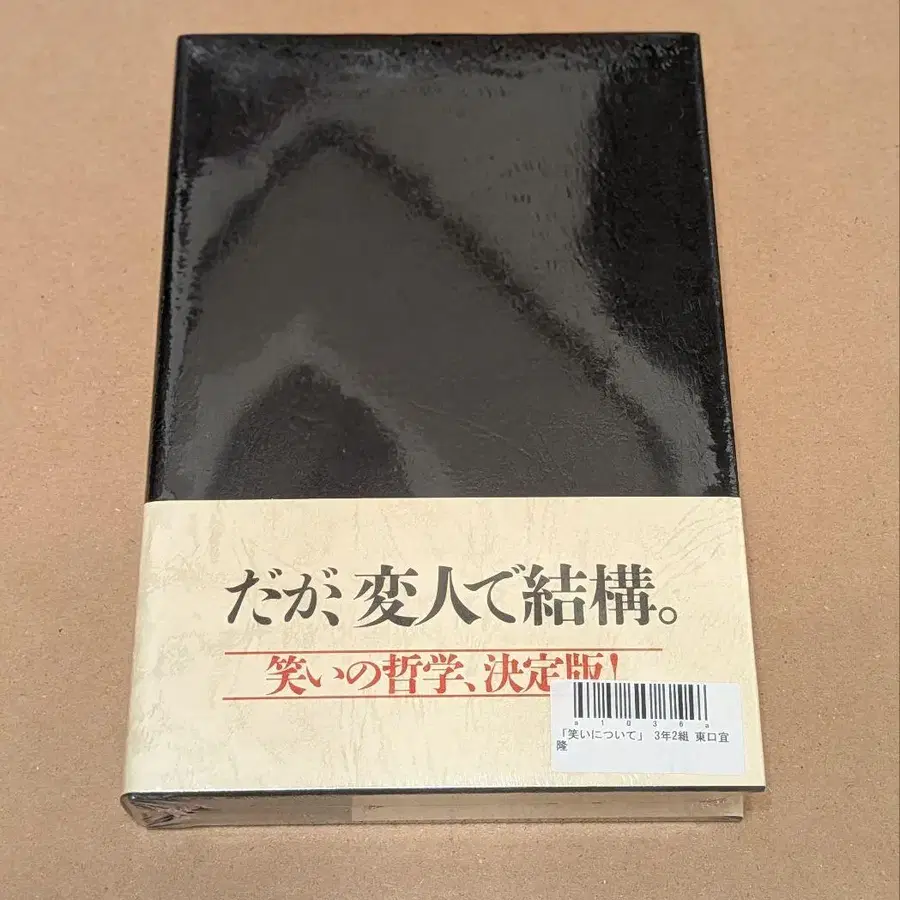 だが、変人で結構。
笑いの哲学、決定版！
a1036a
「笑いについて」 3年2組 東口宜
隆